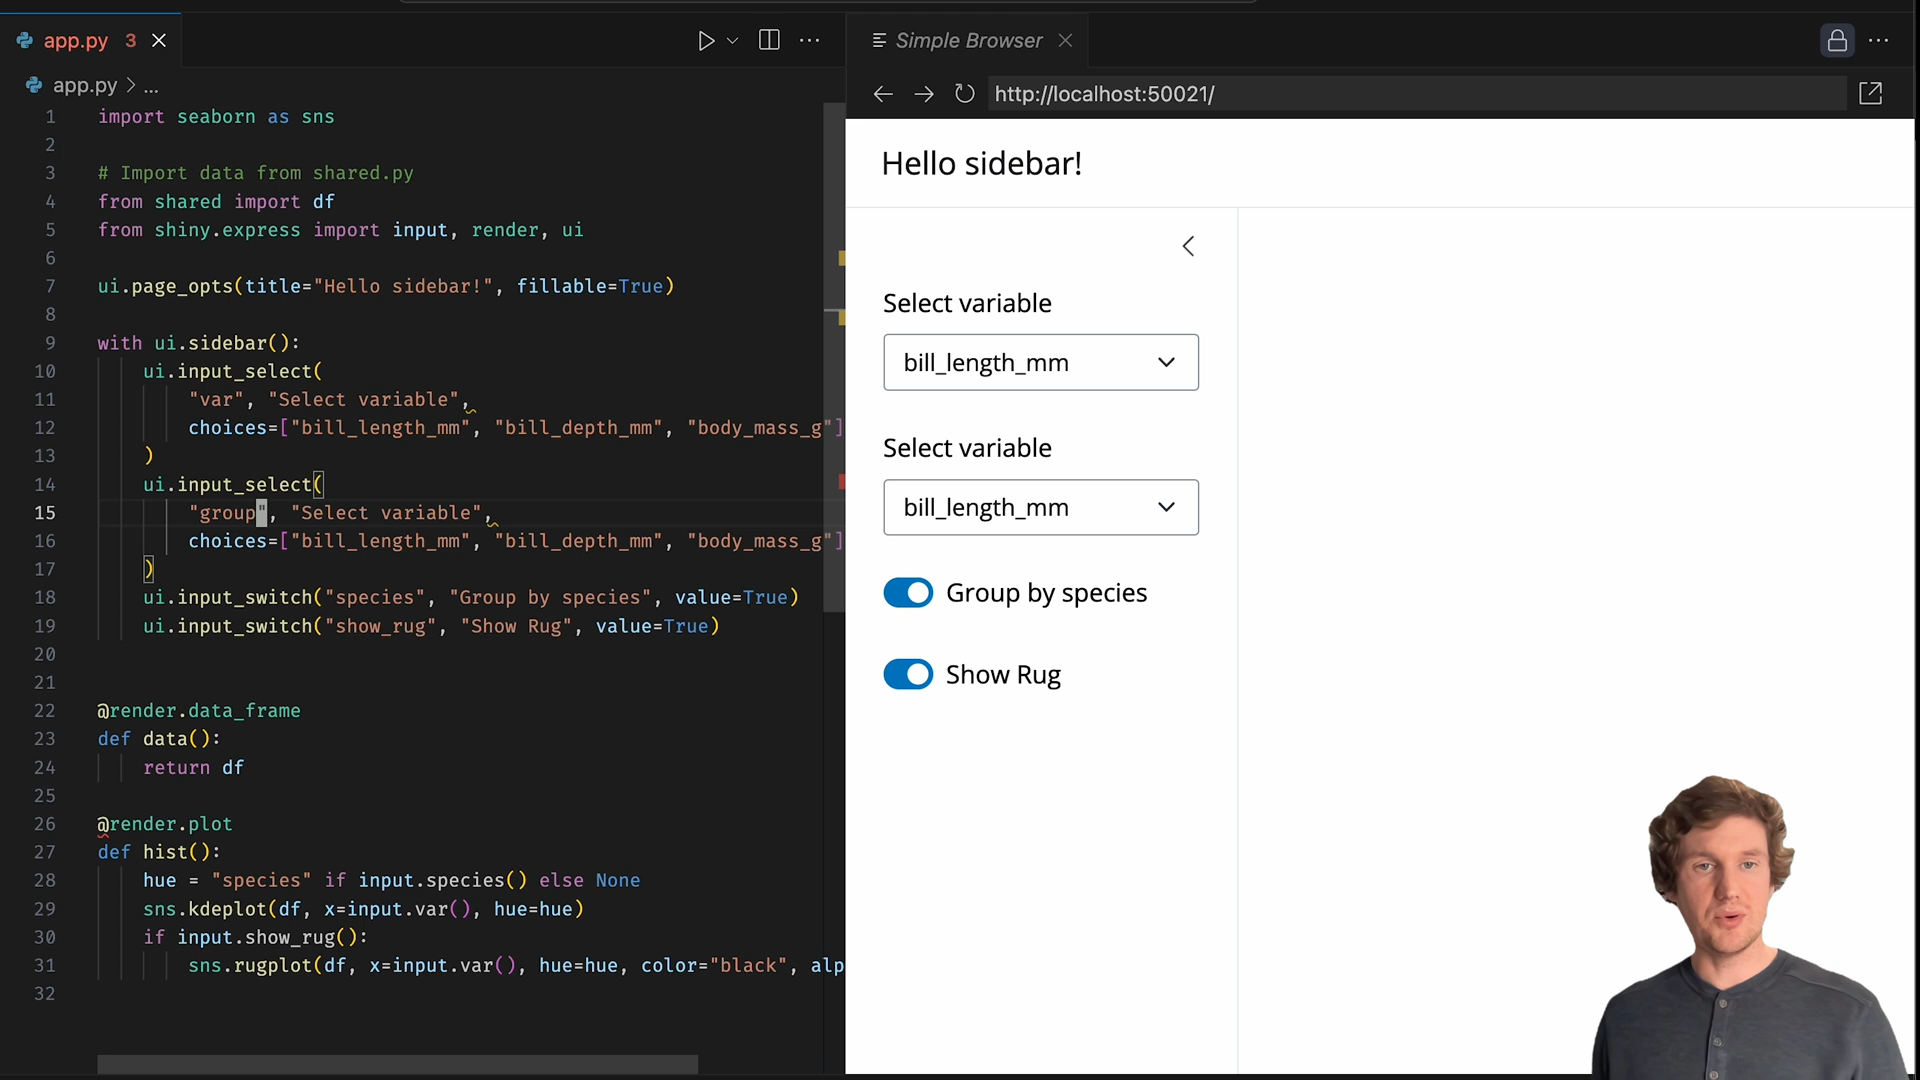 app.py 3
app.py > ...
1 import seaborn as sns
2
3 # Import data from shared.py
4 from shared import df
5 from shiny.express import input, render, ui
6
7 ui.page_opts(title="Hello sidebar!", fillable=True)
8
9 with ui.sidebar():
10 ui.input_select(
11 "var", "Select variable",
12 choices=["bill_length_mm", "bill_depth_mm", "body_mass_g"]
13 )
14 ui.input_select(
15 "group", "Select variable",
16 choices=["bill_length_mm", "bill_depth_mm", "body_mass_g"]
17 )
18 ui.input_switch("species", "Group by species", value=True)
19 ui.input_switch("show_rug", "Show Rug", value=True)
20
21
22 @render.data_frame
23 def data():
24 return df
25
26 @render.plot
27 def hist():
28 hue = "species" if input.species() else None
29 sns.kdeplot(df, x=input.var(), hue=hue)
30 if input.show_rug():
31 sns.rugplot(df, x=input.var(), hue=hue, color="black", alp
32
Simple Browser
http://localhost:50021/
Hello sidebar!
Select variable
bill_length_mm
Select variable
bill_length_mm
Group by species
Show Rug